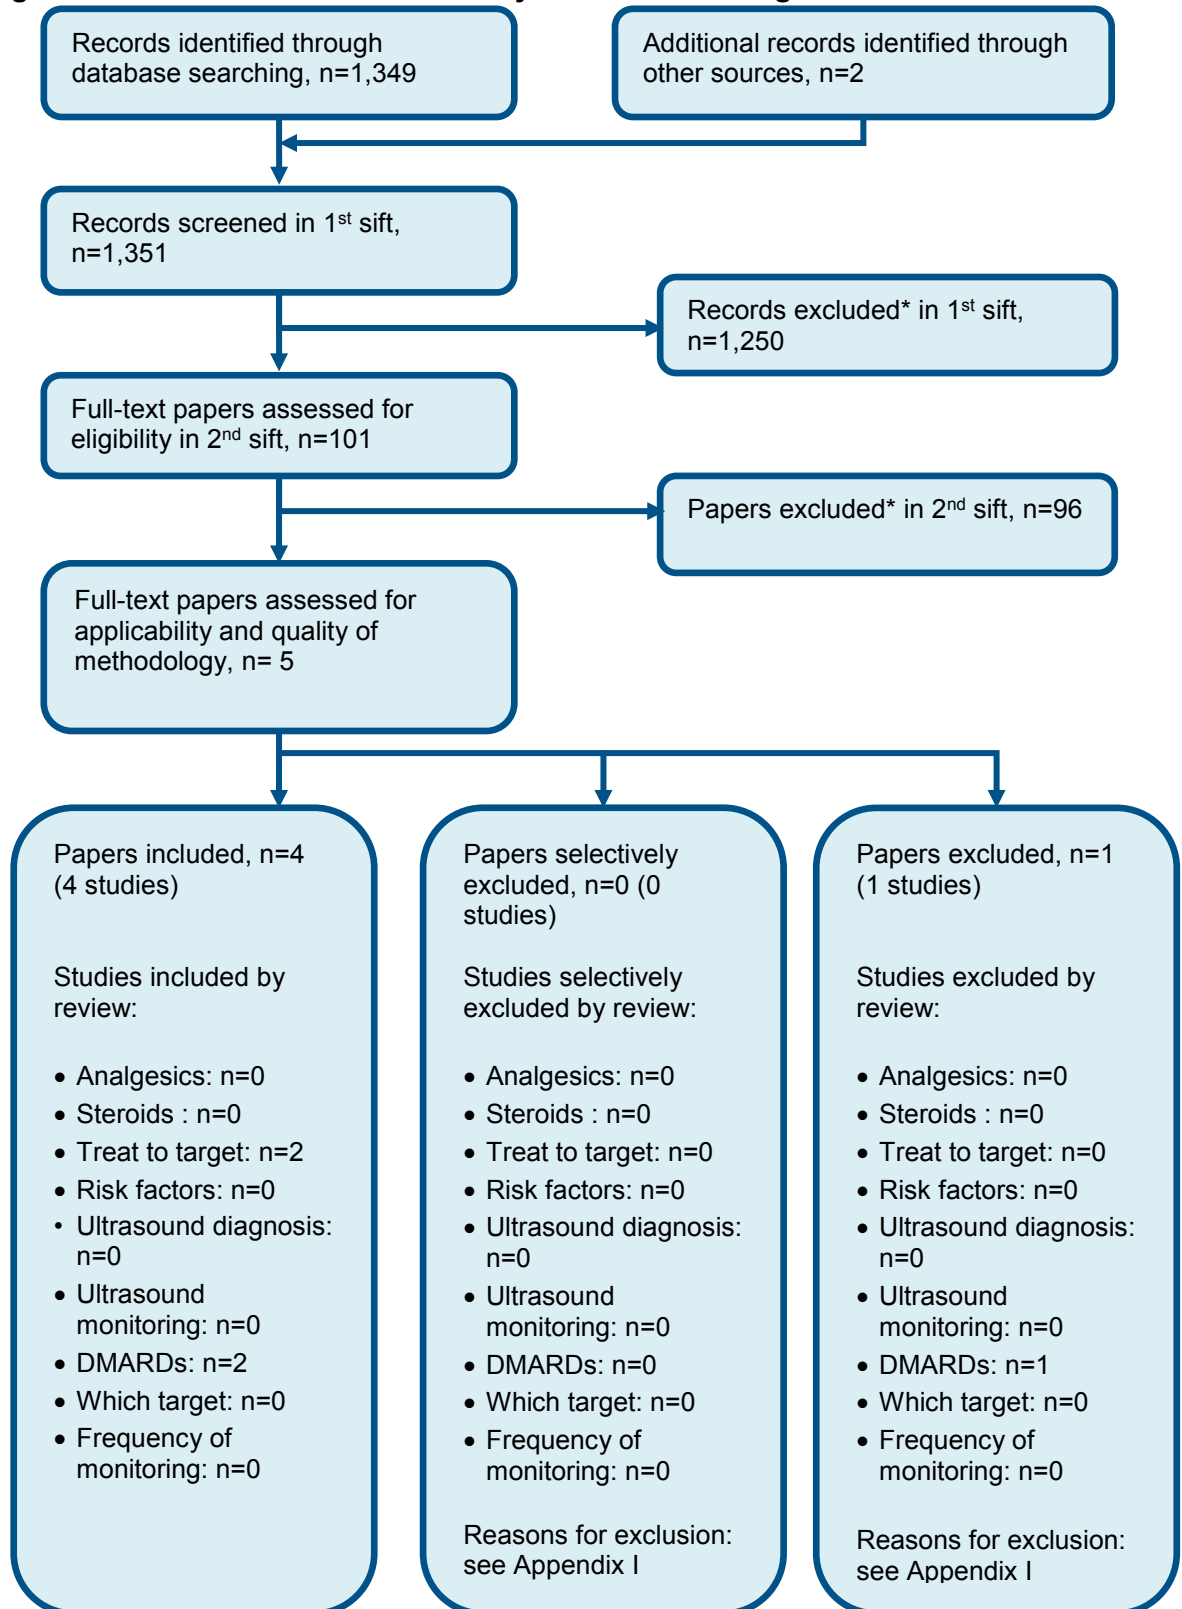 Records identified through
database searching, n=1,349
Additional records identified through
other sources, n=2
Records screened in 1st sift,
n=1,351
Records excluded* in 1st sift,
n=1,250
Full-text papers assessed for
eligibility in 2nd sift, n=101
Papers excluded* in 2nd sift, n=96
Full-text papers assessed for
applicability and quality of
methodology, n= 5
Papers included, n=4
(4 studies)
Studies included by
review:
• Analgesics: n=0
• Steroids : n=0
• Treat to target: n=2
• Risk factors: n=0
• Ultrasound diagnosis:
n=0
• Ultrasound
monitoring: n=0
• DMARDs: n=2
• Which target: n=0
• Frequency of
monitoring: n=0
Papers selectively
excluded, n=0 (0
studies)
Studies selectively
excluded by review:
• Analgesics: n=0
• Steroids : n=0
• Treat to target: n=0
• Risk factors: n=0
• Ultrasound diagnosis:
n=0
• Ultrasound
monitoring: n=0
• DMARDs: n=0
• Which target: n=0
• Frequency of
monitoring: n=0
Reasons for exclusion:
see Appendix I
Papers excluded, n=1
(1 studies)
Studies excluded by
review:
• Analgesics: n=0
• Steroids : n=0
• Treat to target: n=0
• Risk factors: n=0
• Ultrasound diagnosis:
n=0
• Ultrasound
monitoring: n=0
• DMARDs: n=1
• Which target: n=0
• Frequency of
monitoring: n=0
Reasons for exclusion:
see Appendix I